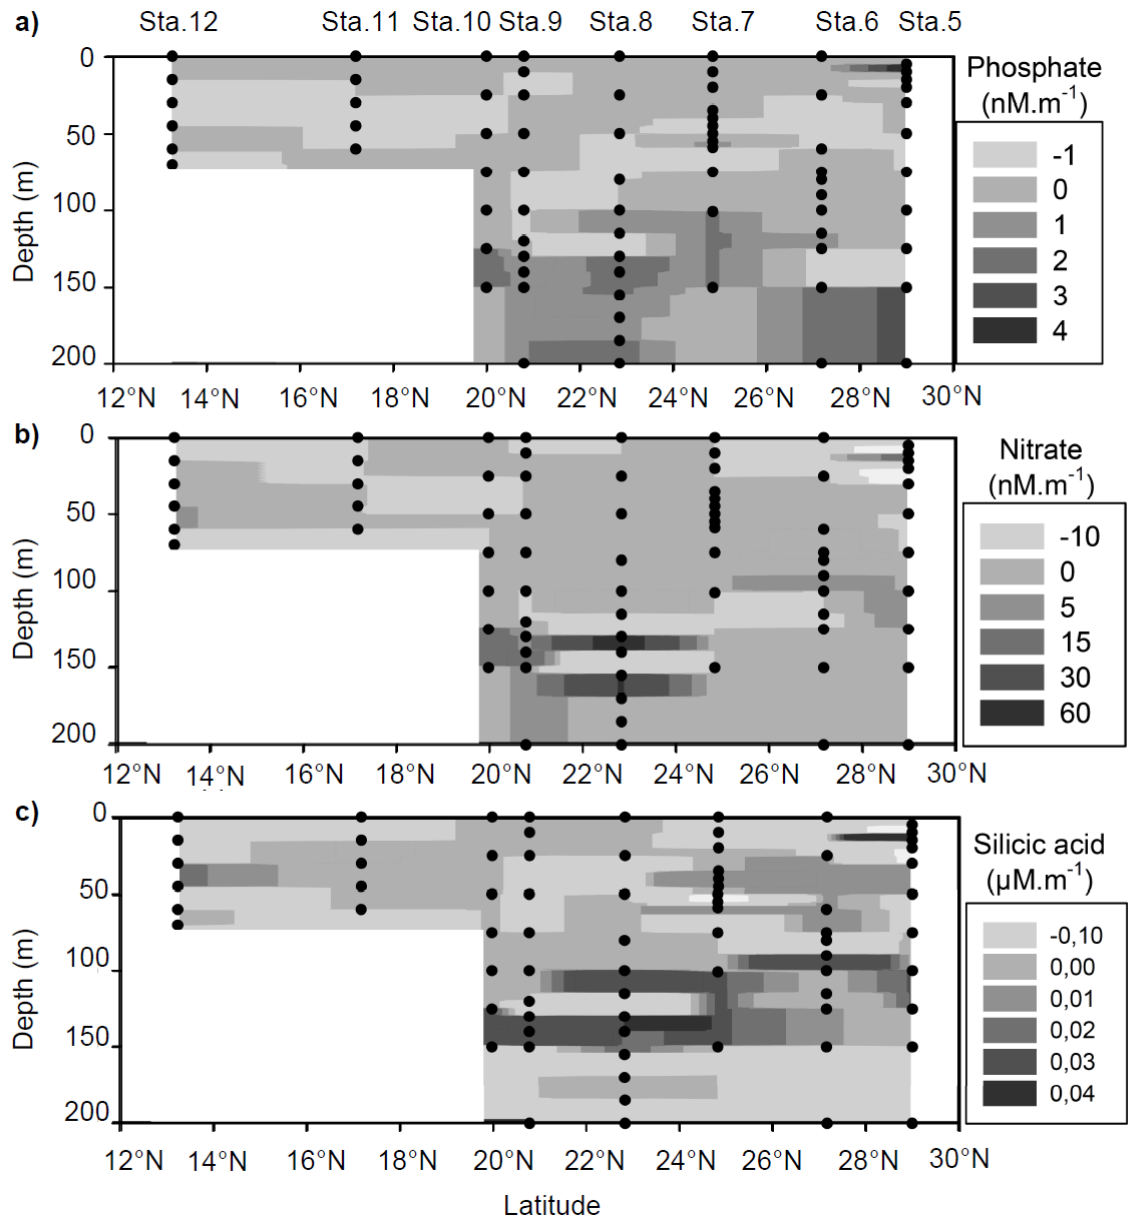 a) Sta.12 Sta.11 Sta.10 Sta.9 Sta.8 Sta.7 Sta.6 Sta.5
0
50
100
150
200
Depth (m)
12°N 14°N 16°N 18°N 20°N 22°N 24°N 26°N 28°N 30°N
Phosphate
(nM.m⁻¹)
-1
0
1
2
3
4
b)
0
50
100
150
200
Depth (m)
12°N 14°N 16°N 18°N 20°N 22°N 24°N 26°N 28°N 30°N
Nitrate
(nM.m⁻¹)
-10
0
5
15
30
60
c)
0
50
100
150
200
Depth (m)
12°N 14°N 16°N 18°N 20°N 22°N 24°N 26°N 28°N 30°N
Latitude
Silicic acid
(µM.m⁻¹)
-0,10
0,00
0,01
0,02
0,03
0,04